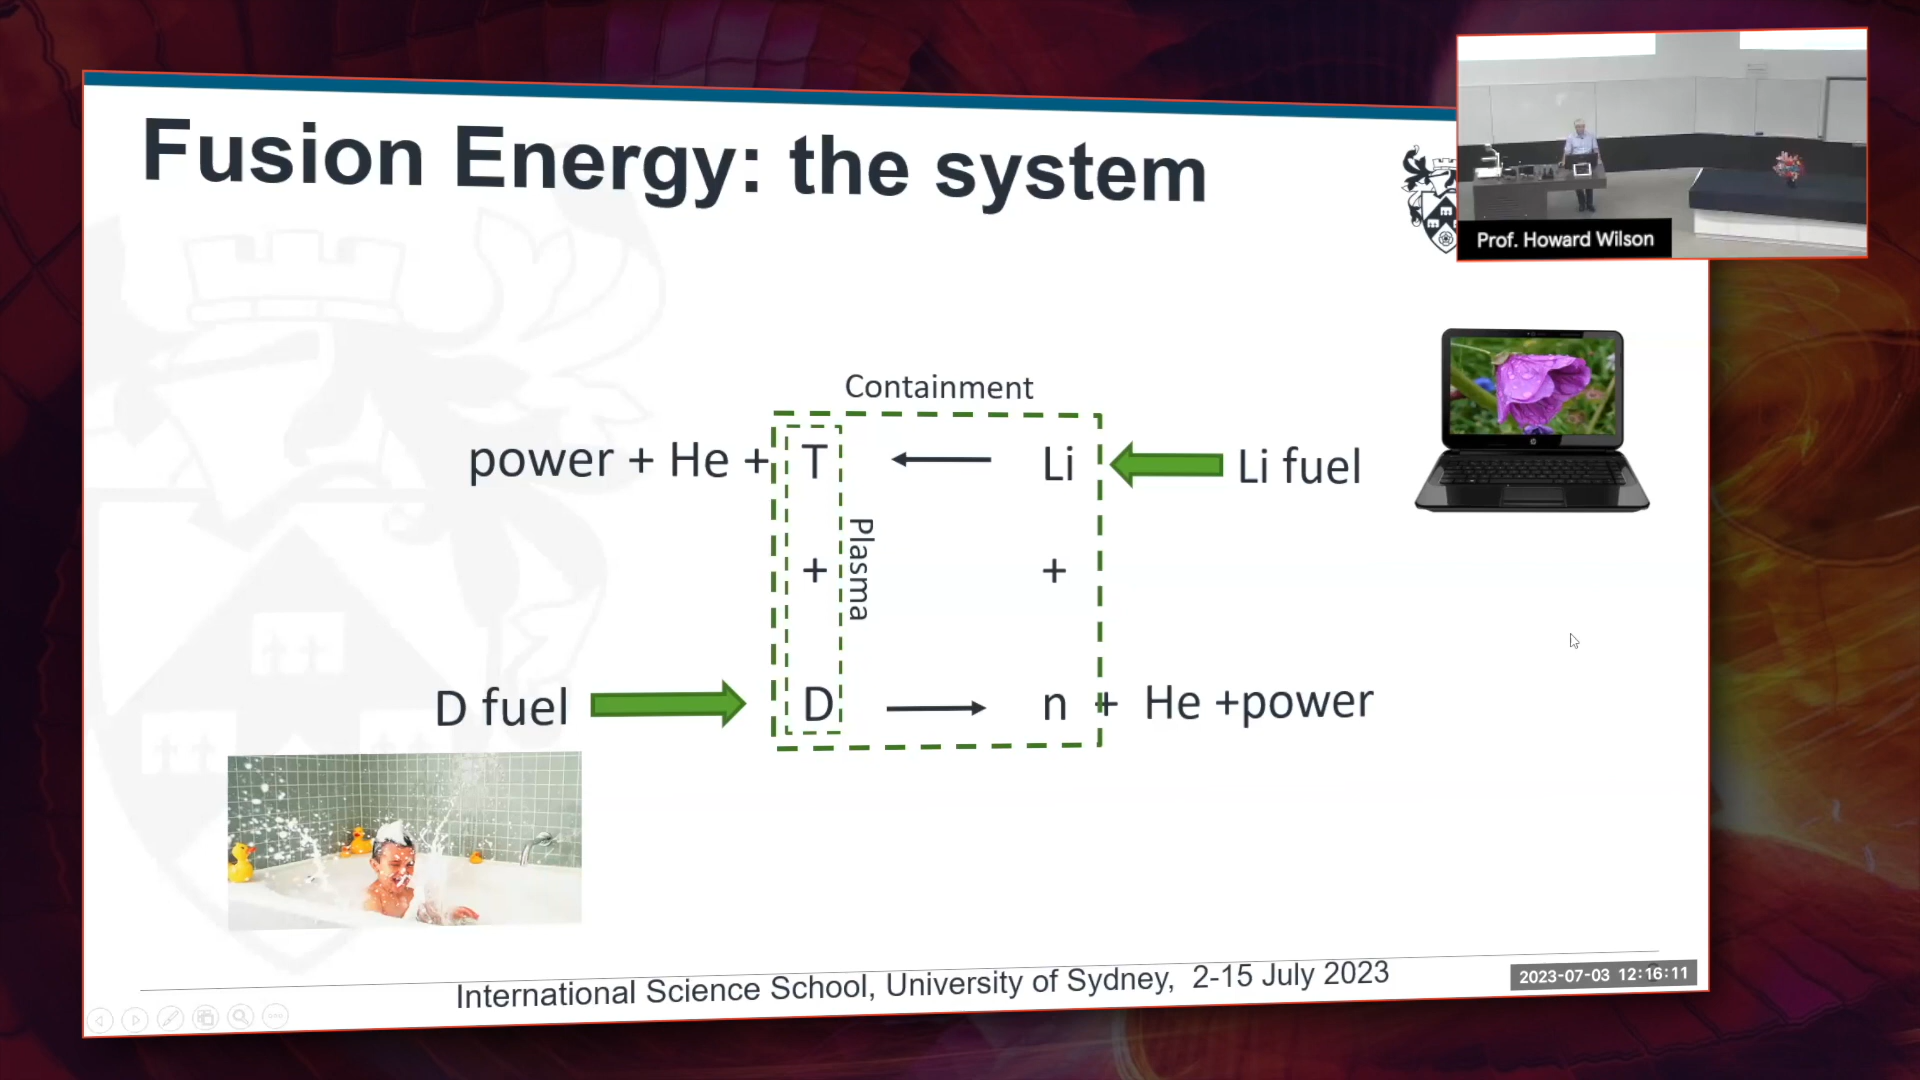 Fusion Energy: the system
Prof. Howard Wilson
Containment
power + He + T Li Li fuel
+ Plasma +
D fuel D n + He +power
International Science School, University of Sydney, 2-15 July 2023
2023-07-03 12:16:11